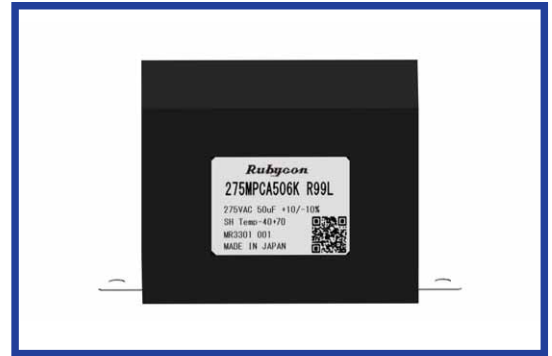 Rubycon
275MPCA506K R99L
275VAC 50uF +10/-10%
SH Temp-40+70
MR3301 001
MADE IN JAPAN